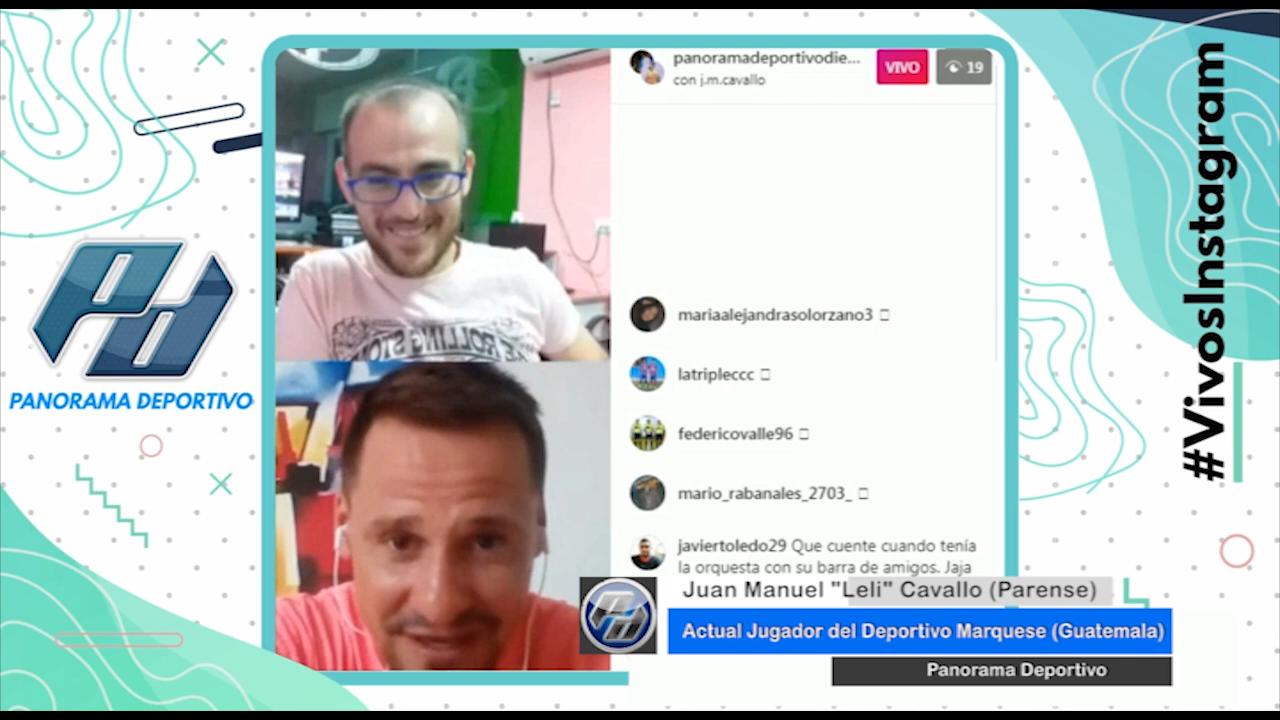 panoramadeportivodie...
con j.m.cavallo
VIVO
19
#VivosInstagram
PD
PANORAMA DEPORTIVO
mariaalejandrasolorzano3
latripleccc
federicovalle96
mario_rabanales_2703_
javiertoledo29 Que cuente cuando tenía
la orquesta con su barra de amigos. Jaja
Juan Manuel "Leli" Cavallo (Parense)
Actual Jugador del Deportivo Marquese (Guatemala)
PD
Panorama Deportivo